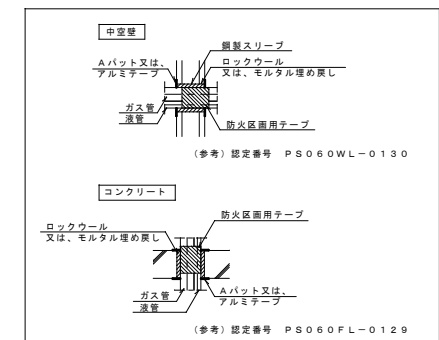 中空壁
鋼製スリーブ
Aパット又は、
アルミテープ
ロックウール
又は、モルタル埋め戻し
ガス管
液管
防火区画用テープ
(参考)認定番号 PS060WL-0130
コンクリート
防火区画用テープ
ロックウール
又は、モルタル埋め戻し
ガス管
液管
Aパット又は、
アルミテープ
(参考)認定番号 PS060FL-0129